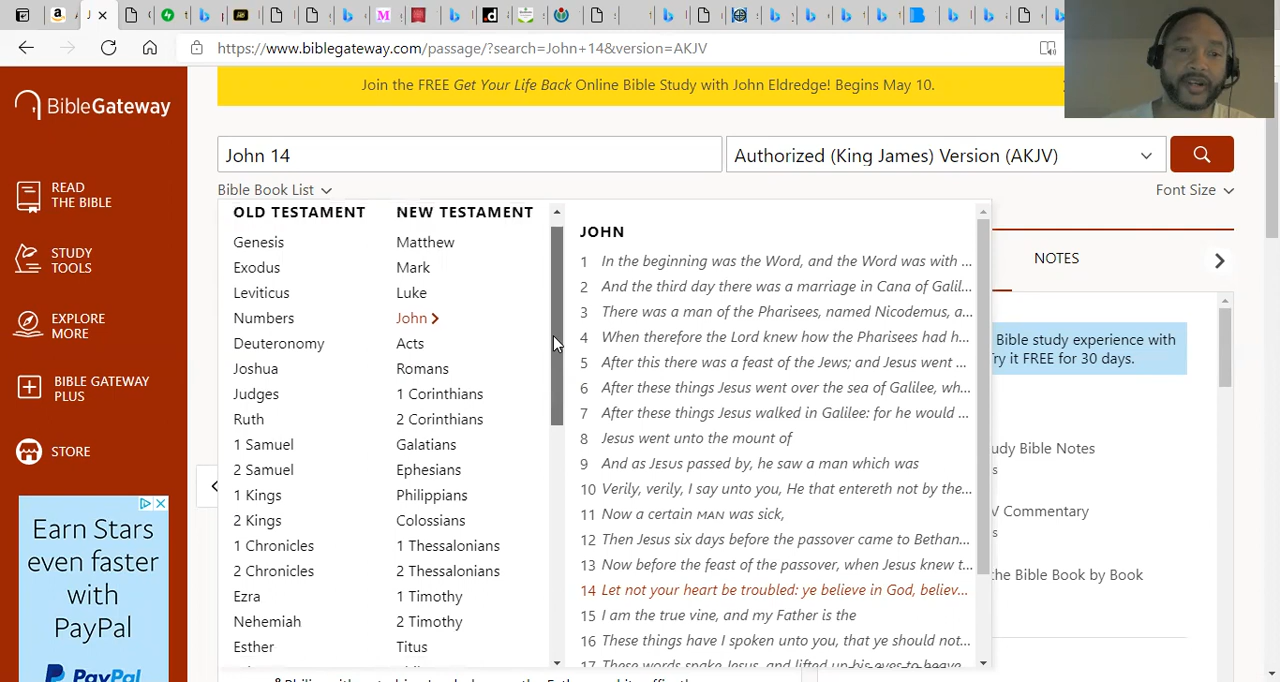 https://www.biblegateway.com/passage/?search=John+14&version=AKJV
Join the FREE Get Your Life Back Online Bible Study with John Eldredge! Begins May 10.
BibleGateway
READ
THE BIBLE
STUDY
TOOLS
EXPLORE
MORE
BIBLE GATEWAY
PLUS
STORE
Earn Stars
even faster
with
PayPal
PayPal
John 14
Authorized (King James) Version (AKJV)
Bible Book List
Font Size
OLD TESTAMENT
Genesis
Exodus
Leviticus
Numbers
Deuteronomy
Joshua
Judges
Ruth
1 Samuel
2 Samuel
1 Kings
2 Kings
1 Chronicles
2 Chronicles
Ezra
Nehemiah
Esther
NEW TESTAMENT
Matthew
Mark
Luke
John
Acts
Romans
1 Corinthians
2 Corinthians
Galatians
Ephesians
Philippians
Colossians
1 Thessalonians
2 Thessalonians
1 Timothy
2 Timothy
Titus
JOHN
1 In the beginning was the Word, and the Word was with ...
2 And the third day there was a marriage in Cana of Galil...
3 There was a man of the Pharisees, named Nicodemus, a...
4 When therefore the Lord knew how the Pharisees had h...
5 After this there was a feast of the Jews; and Jesus went ...
6 After these things Jesus went over the sea of Galilee, wh...
7 After these things Jesus walked in Galilee: for he would ...
8 Jesus went unto the mount of
9 And as Jesus passed by, he saw a man which was
10 Verily, verily, I say unto you, He that entereth not by the...
11 Now a certain man was sick,
12 Then Jesus six days before the passover came to Bethan...
13 Now before the feast of the passover, when Jesus knew t...
14 Let not your heart be troubled: ye believe in God, believ...
15 I am the true vine, and my Father is the
16 These things have I spoken unto you, that ye should not...
17 These words spake Jesus, and lifted up his eyes to heave...
NOTES
Bible study experience with
Try it FREE for 30 days.
udy Bible Notes
s
V Commentary
s
the Bible Book by Book